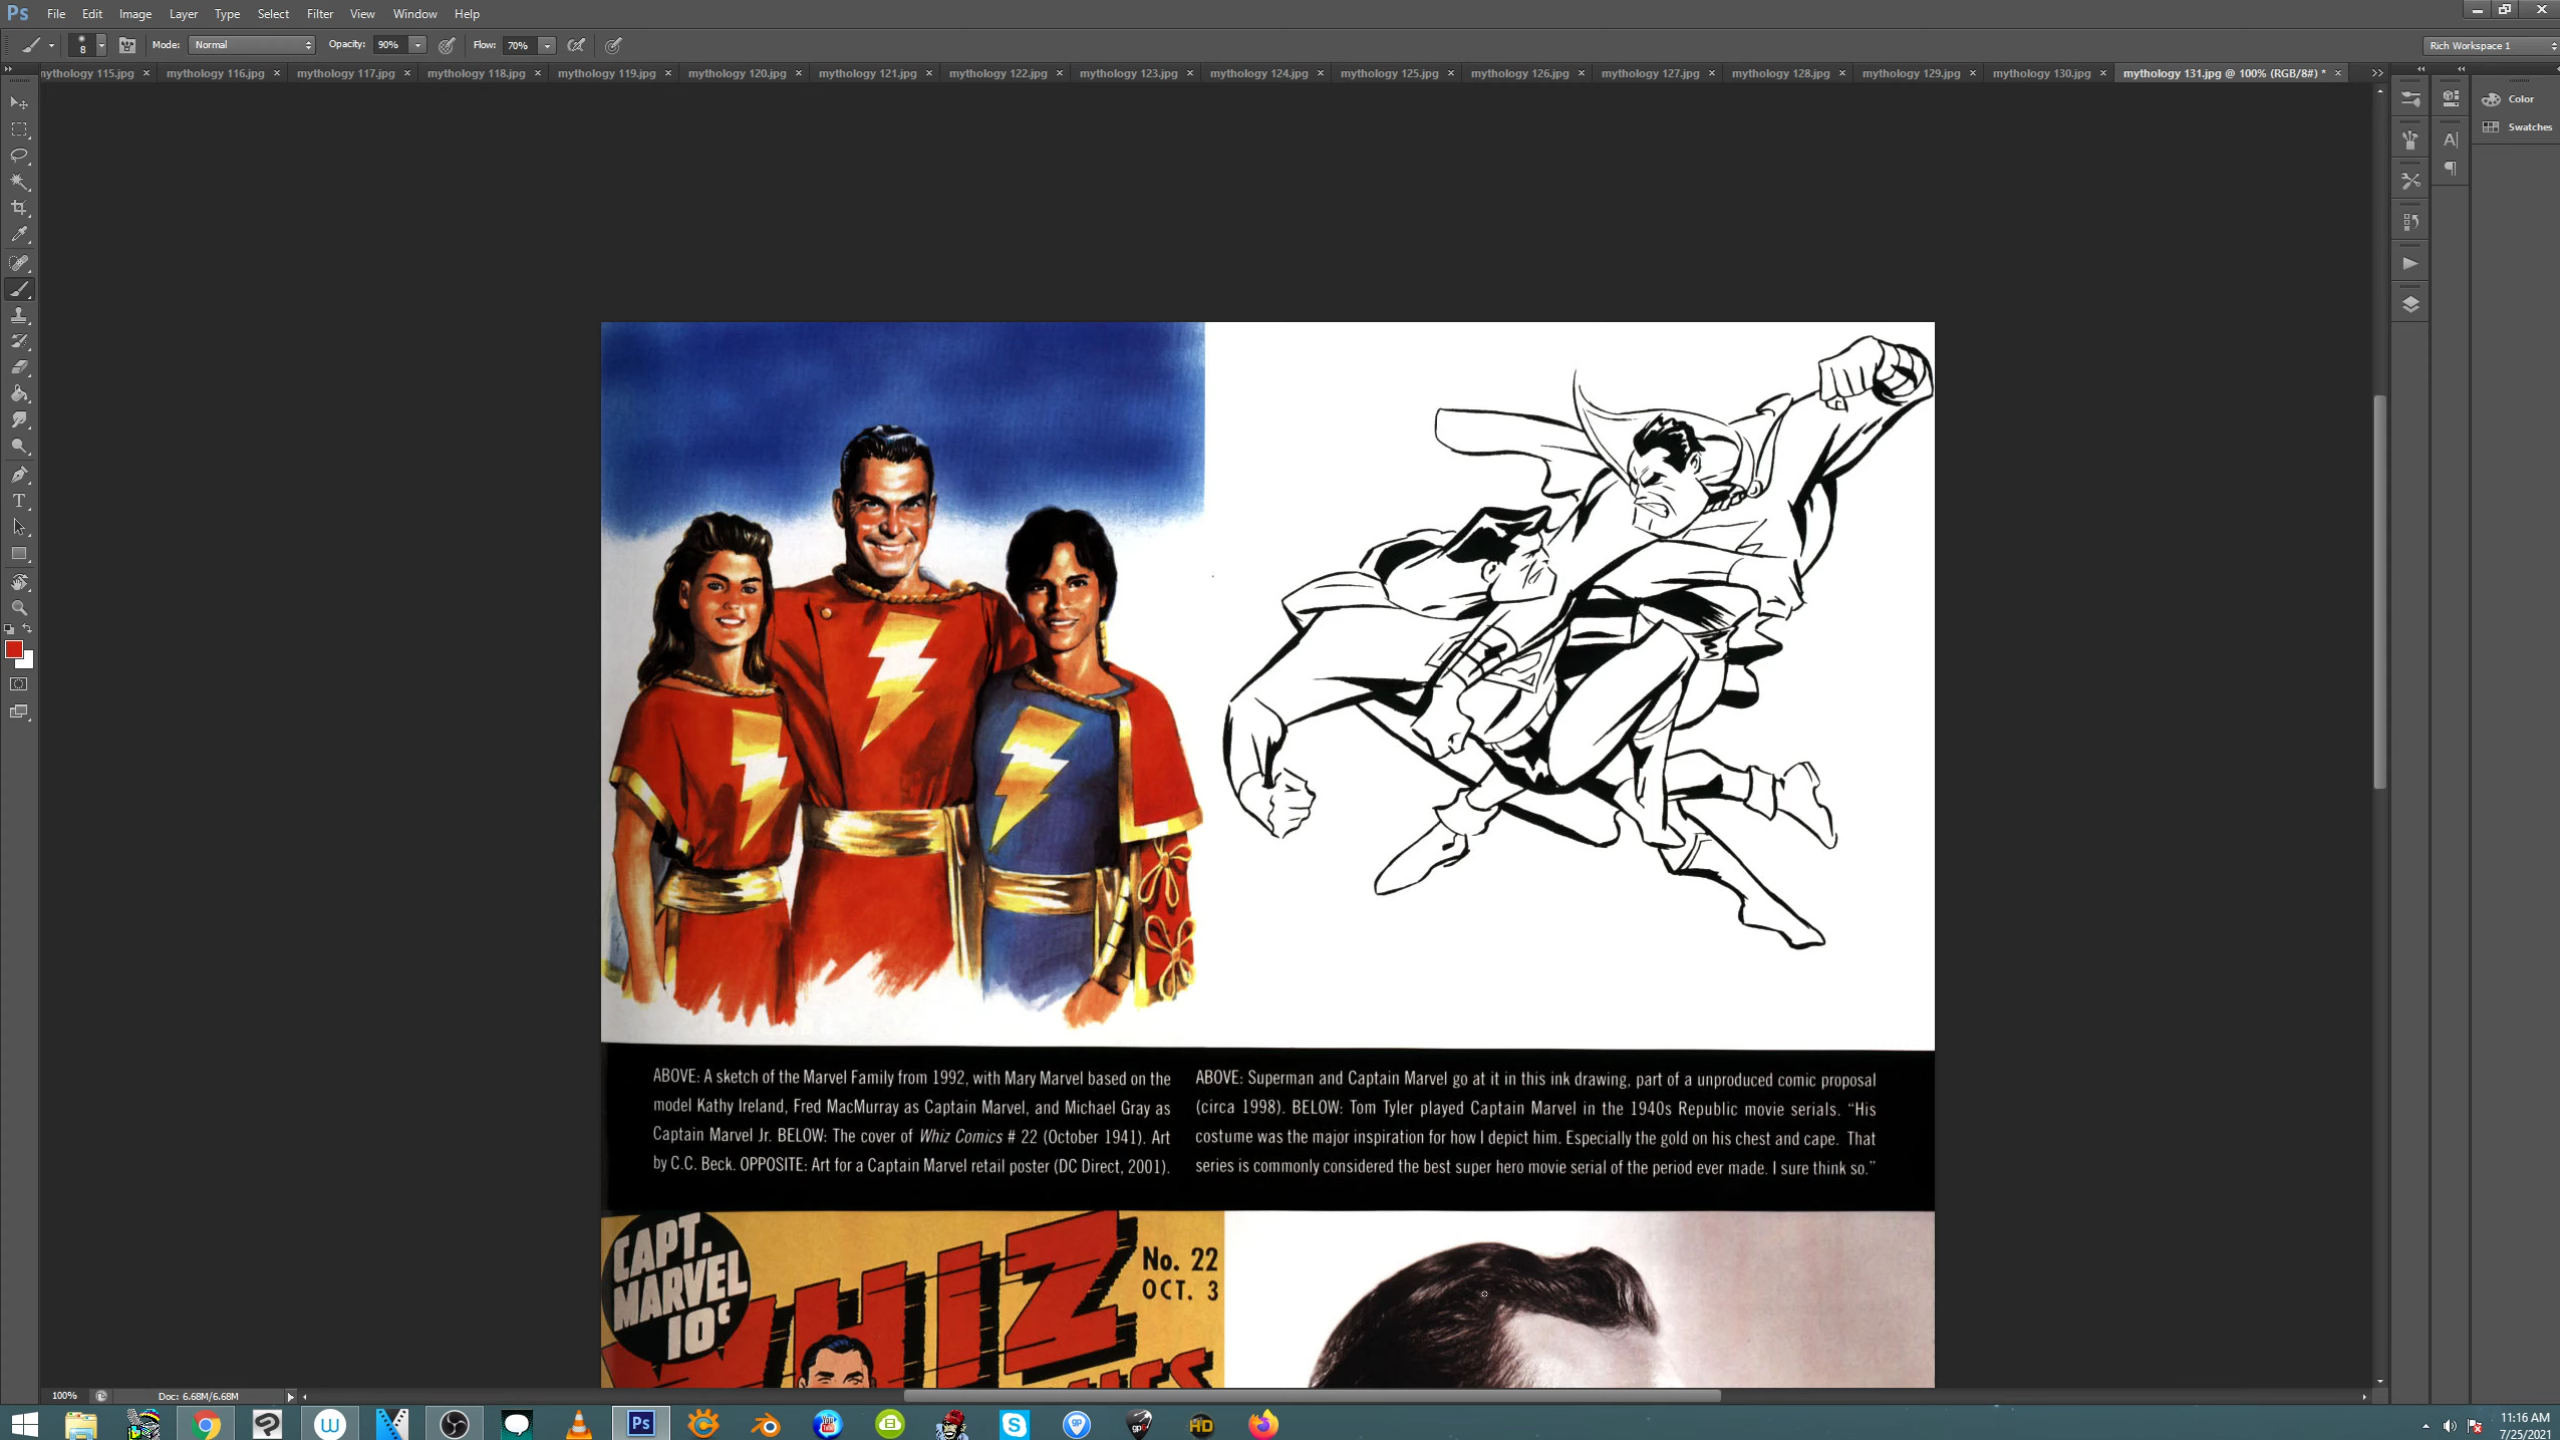 Ps File Edit Image Layer Type Select Filter View Window Help
8 Mode: Normal Opacity: 90% Flow: 70% Rich Workspace 1
mythology 115.jpg mythology 116.jpg mythology 117.jpg mythology 118.jpg mythology 119.jpg mythology 120.jpg mythology 121.jpg mythology 122.jpg mythology 123.jpg mythology 124.jpg mythology 125.jpg mythology 126.jpg mythology 127.jpg mythology 128.jpg mythology 129.jpg mythology 130.jpg mythology 131.jpg @ 100% (RGB/8#) *
Color
Swatches
ABOVE: A sketch of the Marvel Family from 1992, with Mary Marvel based on the
model Kathy Ireland, Fred MacMurray as Captain Marvel, and Michael Gray as
Captain Marvel Jr. BELOW: The cover of Whiz Comics # 22 (October 1941). Art
by C.C. Beck. OPPOSITE: Art for a Captain Marvel retail poster (DC Direct, 2001).
ABOVE: Superman and Captain Marvel go at it in this ink drawing, part of a unproduced comic proposal
(circa 1998). BELOW: Tom Tyler played Captain Marvel in the 1940s Republic movie serials. “His
costume was the major inspiration for how I depict him. Especially the gold on his chest and cape. That
series is commonly considered the best super hero movie serial of the period ever made. I sure think so.”
CAPT.
MARVEL
10¢
WHIZ
No. 22
OCT. 3
100% Doc: 6.68M/6.68M
Ps
HD
11:16 AM
7/25/2021